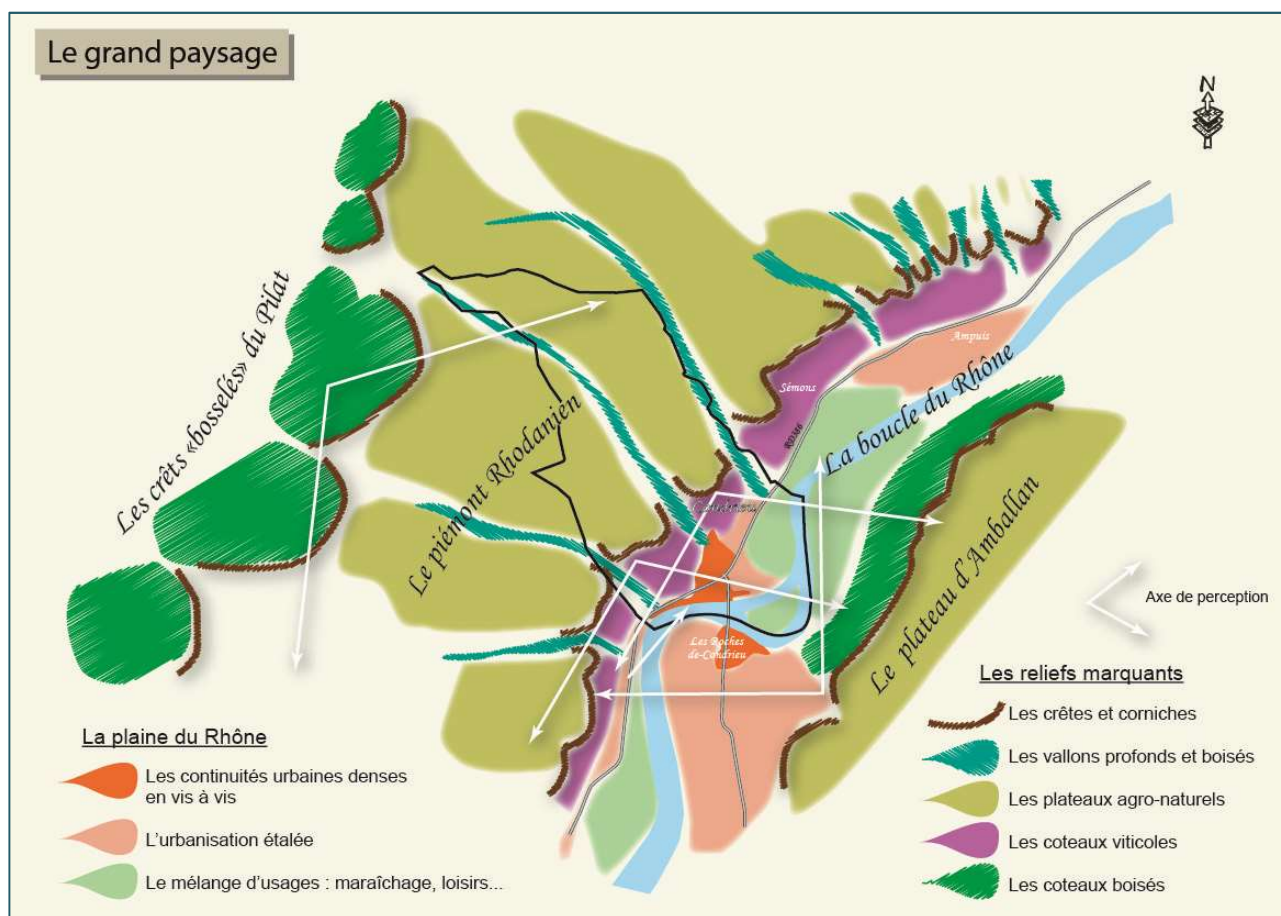 Le grand paysage
N
Les crêts «bosselés» du Pilat
Le piémont Rhodanien
Ampuis
Sémons
RD386
La boucle du Rhône
Condrieu
Les Roches
de-Condrieu
Le plateau d'Amballan
Axe de perception
La plaine du Rhône
Les continuités urbaines denses
en vis à vis
L'urbanisation étalée
Le mélange d'usages : maraîchage, loisirs...
Les reliefs marquants
Les crêtes et corniches
Les vallons profonds et boisés
Les plateaux agro-naturels
Les coteaux viticoles
Les coteaux boisés